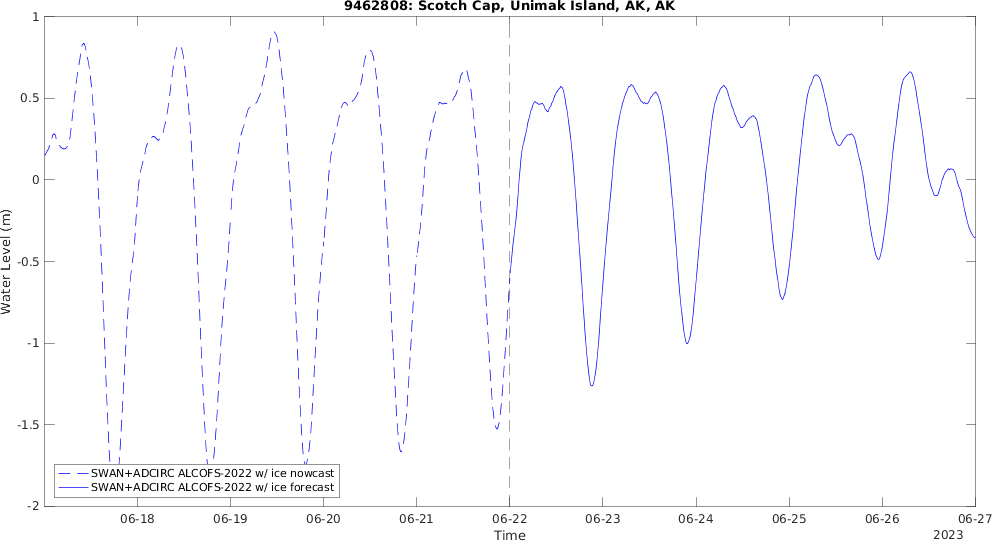 9462808: Scotch Cap, Unimak Island, AK, AK
Water Level (m)
1
0.5
0
-0.5
-1
-1.5
-2
SWAN+ADCIRC ALCOFS-2022 w/ ice nowcast
SWAN+ADCIRC ALCOFS-2022 w/ ice forecast
06-18 06-19 06-20 06-21 06-22 06-23 06-24 06-25 06-26 06-27
Time
2023